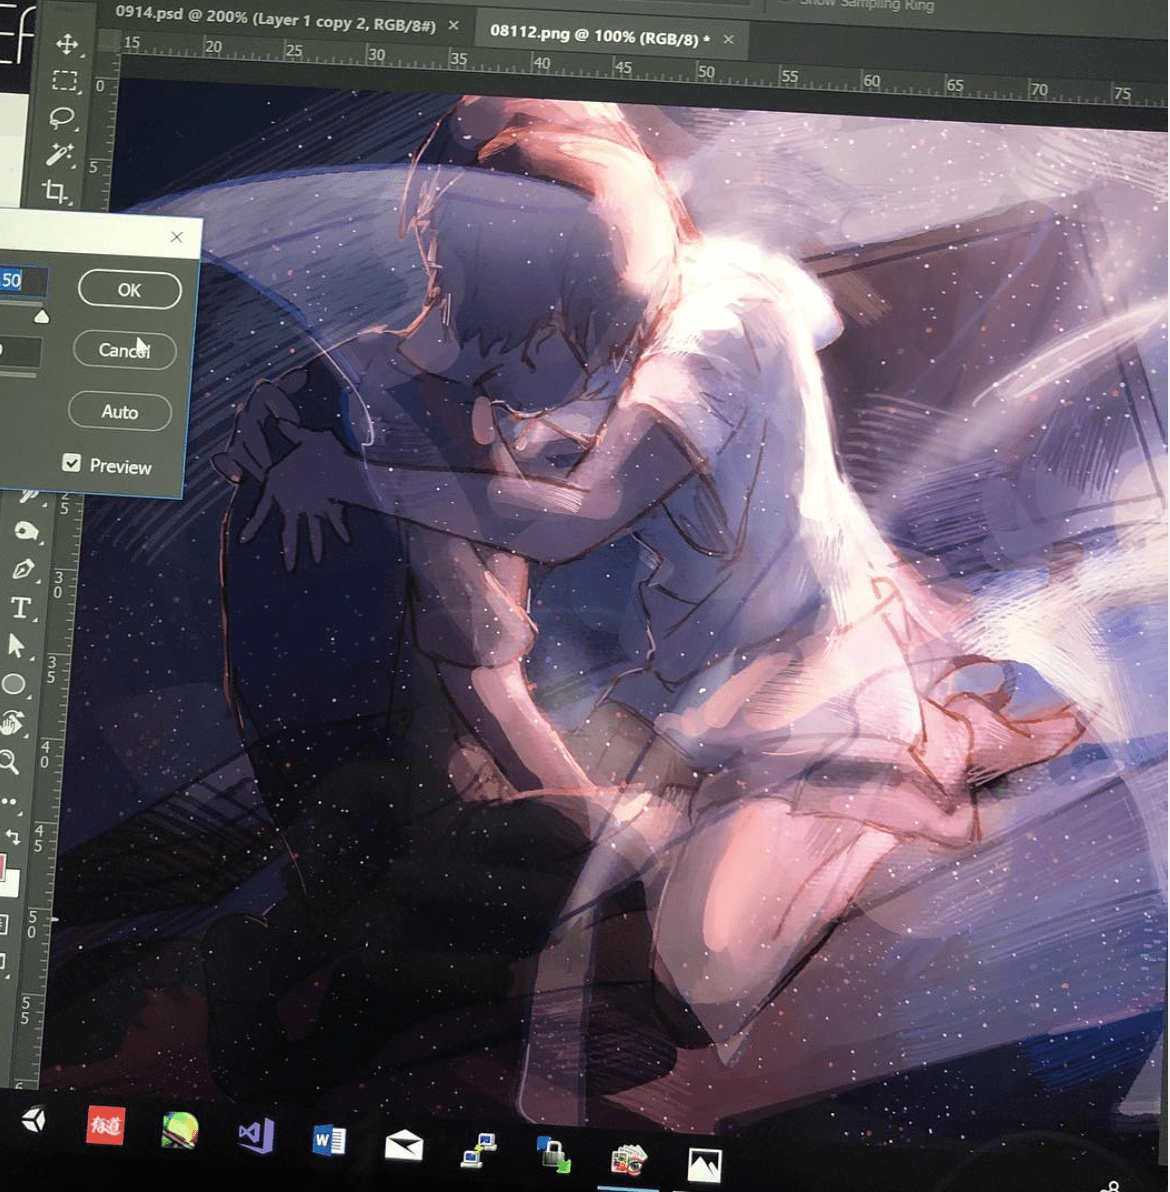 Show Sampling Ring
0914.psd @ 200% (Layer 1 copy 2, RGB/8#) ×
08112.png @ 100% (RGB/8) * ×
15 20 25 30 35 40 45 50 55 60 65 70 75
0
5
50
OK
Cancel
Auto
Preview
25
30
T
35
40
45
50
55
6
有道
W